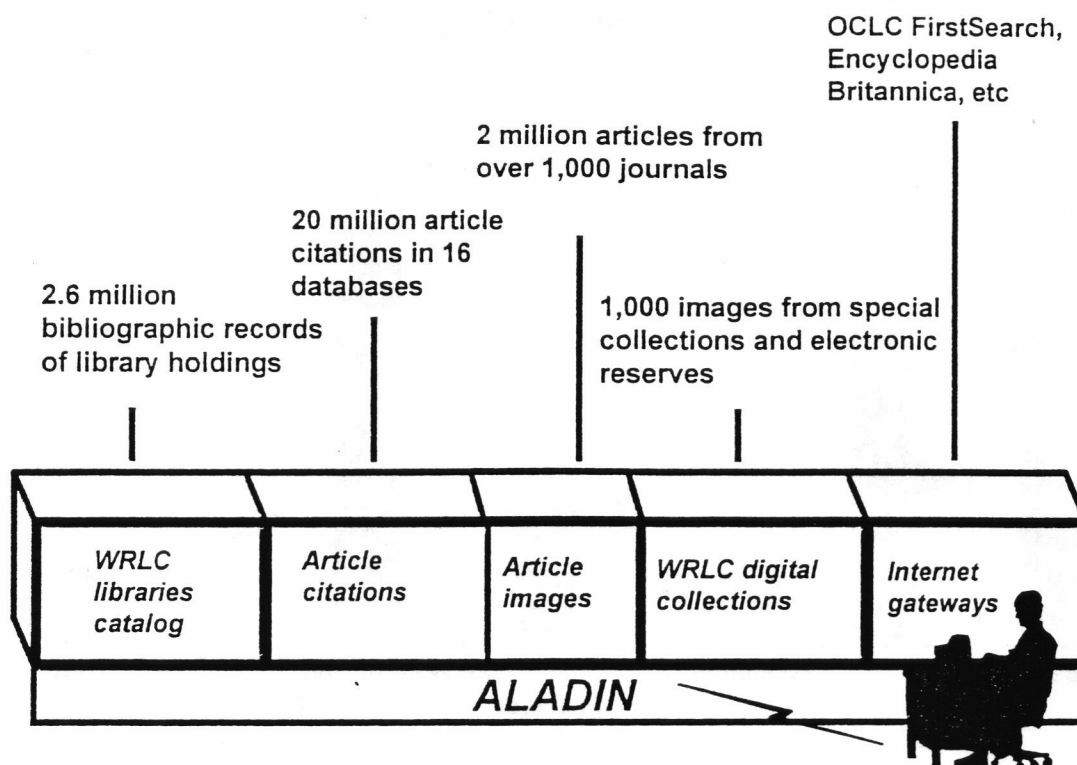 OCLC FirstSearch,
Encyclopedia
Britannica, etc
2 million articles from
over 1,000 journals
20 million article
citations in 16
databases
2.6 million
bibliographic records
of library holdings
1,000 images from special
collections and electronic
reserves
WRLC
libraries
catalog
Article
citations
Article
images
WRLC digital
collections
Internet
gateways
ALADIN